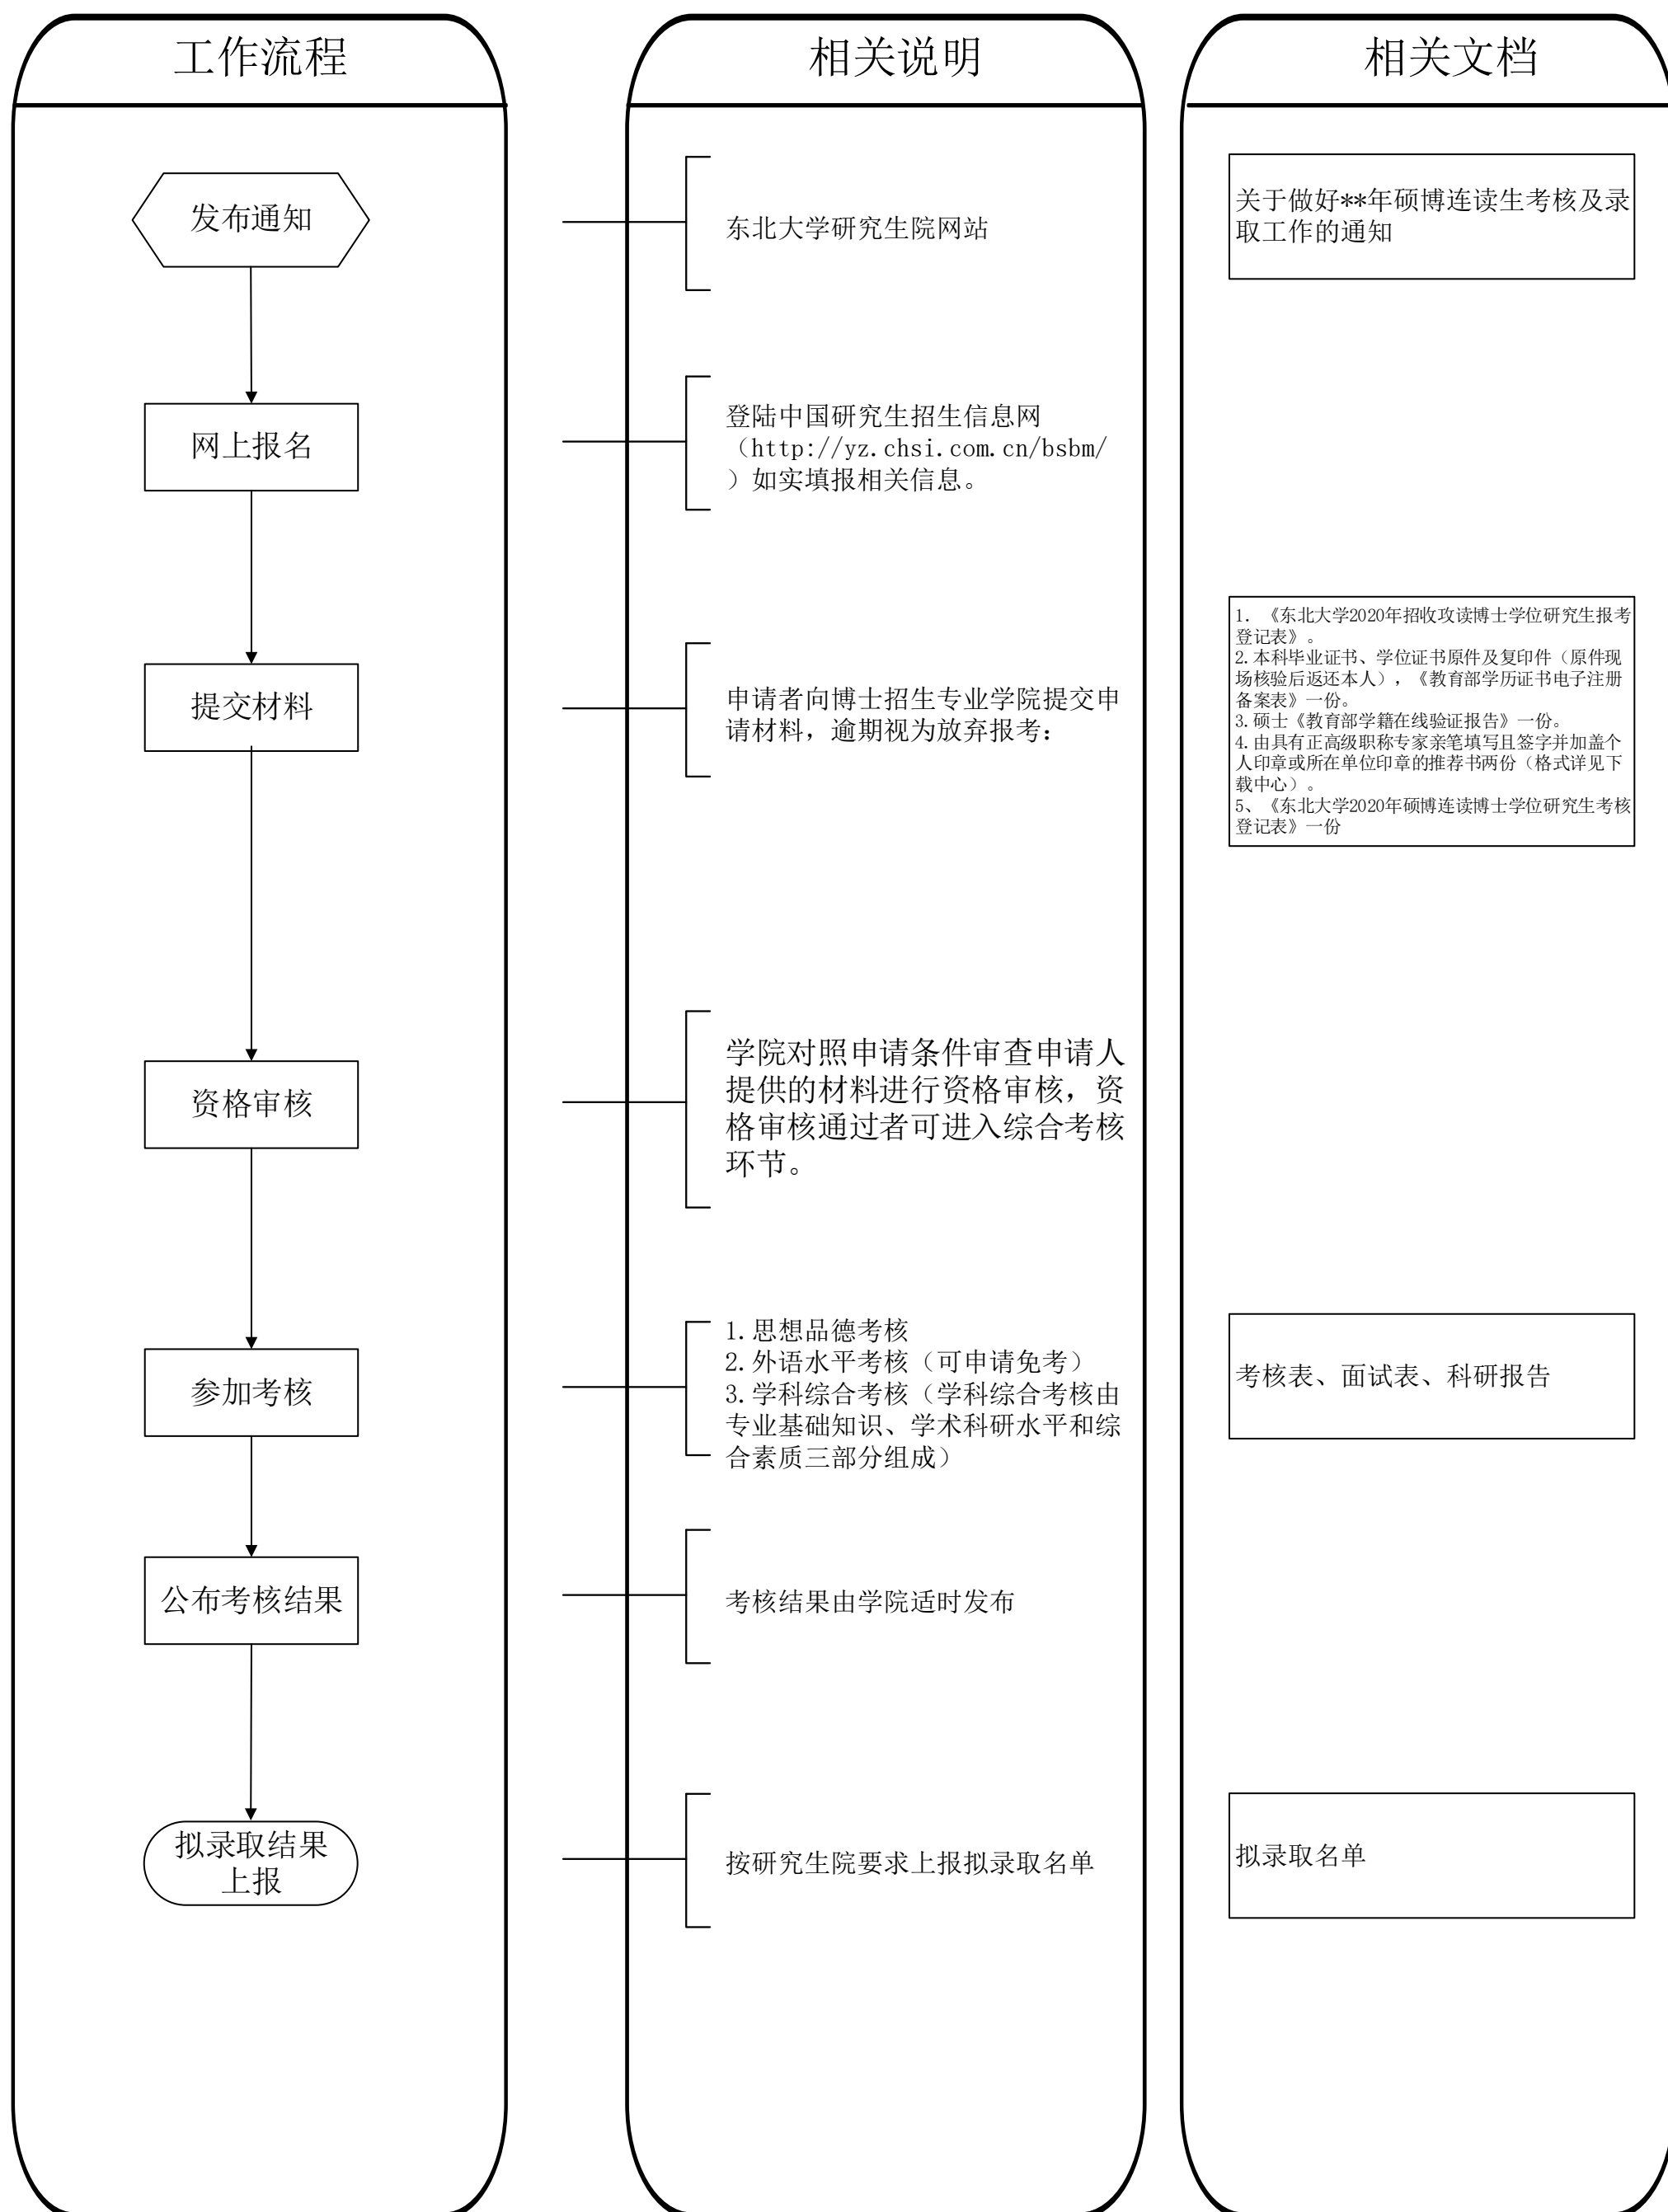 工作流程
相关说明
相关文档
发布通知
东北大学研究生院网站
关于做好**年硕博连读生考核及录
取工作的通知
网上报名
登陆中国研究生招生信息网
（http://yz.chsi.com.cn/bsbm/
）如实填报相关信息。
提交材料
申请者向博士招生专业学院提交申
请材料，逾期视为放弃报考：
1. 《东北大学2020年招收攻读博士学位研究生报考
登记表》。
2.本科毕业证书、学位证书原件及复印件（原件现
场核验后返还本人），《教育部学历证书电子注册
备案表》一份。
3.硕士《教育部学籍在线验证报告》一份。
4.由具有正高级职称专家亲笔填写且签字并加盖个
人印章或所在单位印章的推荐书两份（格式详见下
载中心）。
5、《东北大学2020年硕博连读博士学位研究生考核
登记表》一份
资格审核
学院对照申请条件审查申请人
提供的材料进行资格审核，资
格审核通过者可进入综合考核
环节。
参加考核
1.思想品德考核
2.外语水平考核（可申请免考）
3.学科综合考核（学科综合考核由
专业基础知识、学术科研水平和综
合素质三部分组成）
考核表、面试表、科研报告
公布考核结果
考核结果由学院适时发布
拟录取结果
上报
按研究生院要求上报拟录取名单
拟录取名单